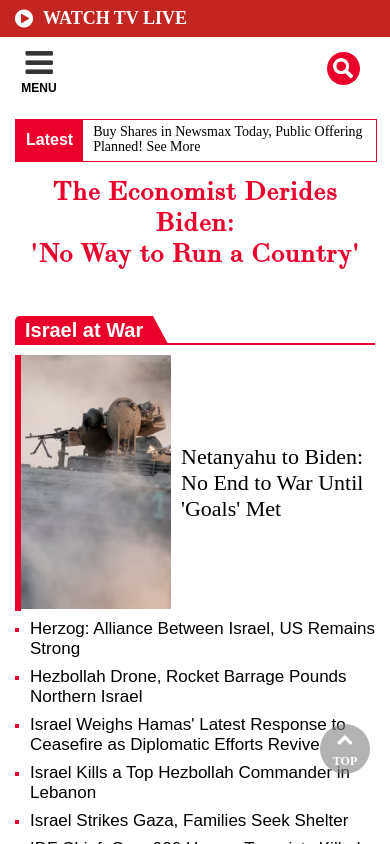 WATCH TV LIVE
MENU
Latest
Buy Shares in Newsmax Today, Public Offering
Planned! See More
The Economist Derides
Biden:
'No Way to Run a Country'
Israel at War
Netanyahu to Biden:
No End to War Until
'Goals' Met
Herzog: Alliance Between Israel, US Remains
Strong
Hezbollah Drone, Rocket Barrage Pounds
Northern Israel
Israel Weighs Hamas' Latest Response to
Ceasefire as Diplomatic Efforts Revive
TOP
Israel Kills a Top Hezbollah Commander in
Lebanon
Israel Strikes Gaza, Families Seek Shelter